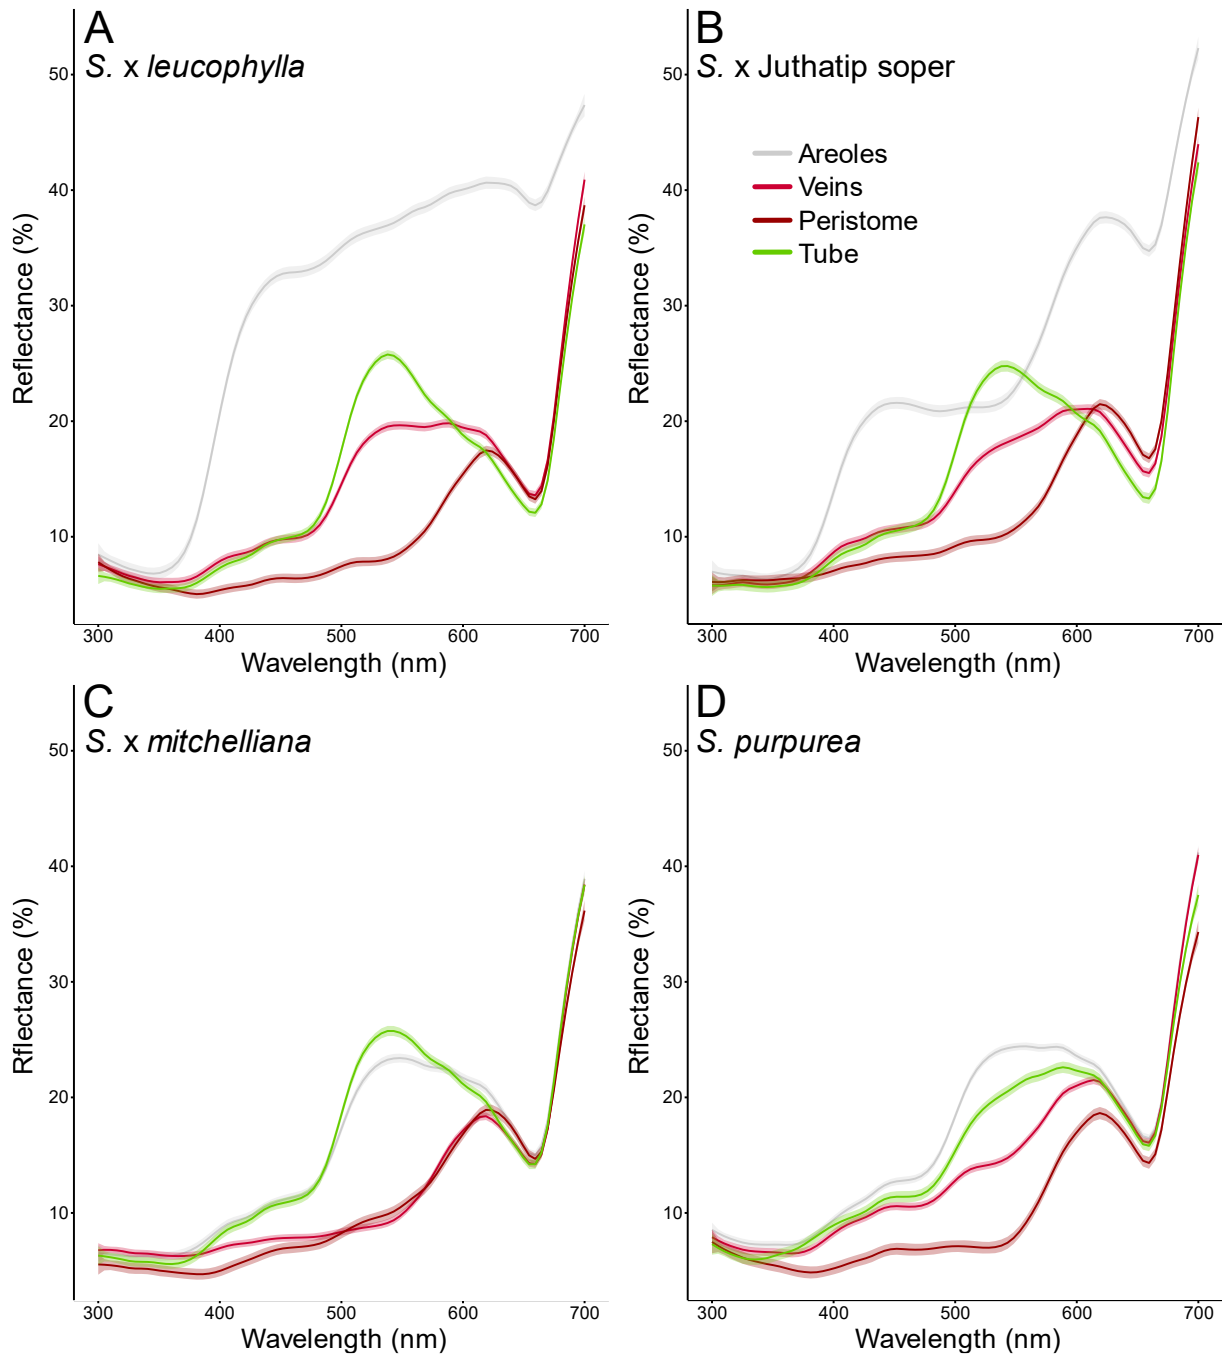 A
S. x leucophylla
50
40
30
20
10
Reflectance (%)
300 400 500 600 700
Wavelength (nm)
B
S. x Juthatip soper
Areoles
Veins
Peristome
Tube
50
40
30
20
10
Reflectance (%)
300 400 500 600 700
Wavelength (nm)
C
S. x mitchelliana
50
40
30
20
10
Rflectance (%)
300 400 500 600 700
Wavelength (nm)
D
S. purpurea
50
40
30
20
10
Reflectance (%)
300 400 500 600 700
Wavelength (nm)